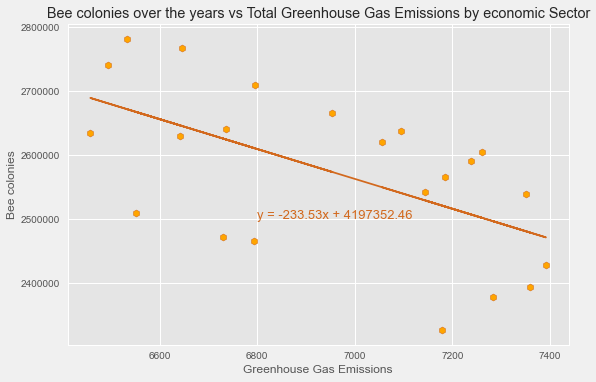 Bee colonies over the years vs Total Greenhouse Gas Emissions by economic Sector
2800000
2700000
2600000
2500000
2400000
Bee colonies
y = -233.53x + 4197352.46
6600 6800 7000 7200 7400
Greenhouse Gas Emissions